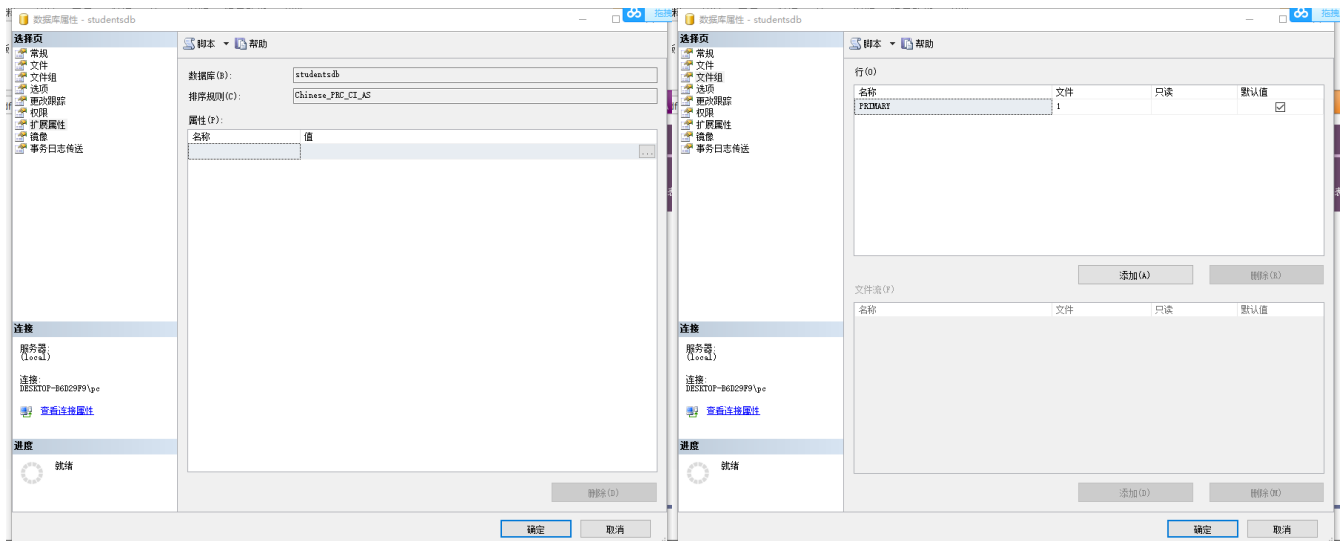 数据库属性 - studentsdb
选择页
常规
文件
文件组
选项
更改跟踪
权限
扩展属性
镜像
事务日志传送
连接
服务器:
(local)
连接:
DESKTOP-B6D29F9\pc
查看连接属性
进度
就绪
脚本 帮助
数据库(B): studentsdb
排序规则(C): Chinese_PRC_CI_AS
属性(P):
名称 值
...
删除(D)
确定 取消
拖拽
数据库属性 - studentsdb
选择页
常规
文件
文件组
选项
更改跟踪
权限
扩展属性
镜像
事务日志传送
连接
服务器:
(local)
连接:
DESKTOP-B6D29F9\pc
查看连接属性
进度
就绪
脚本 帮助
行(O)
名称 文件 只读 默认值
PRIMARY 1
添加(A) 删除(R)
文件流(F)
名称 文件 只读 默认值
添加(D) 删除(M)
确定 取消
拖拽